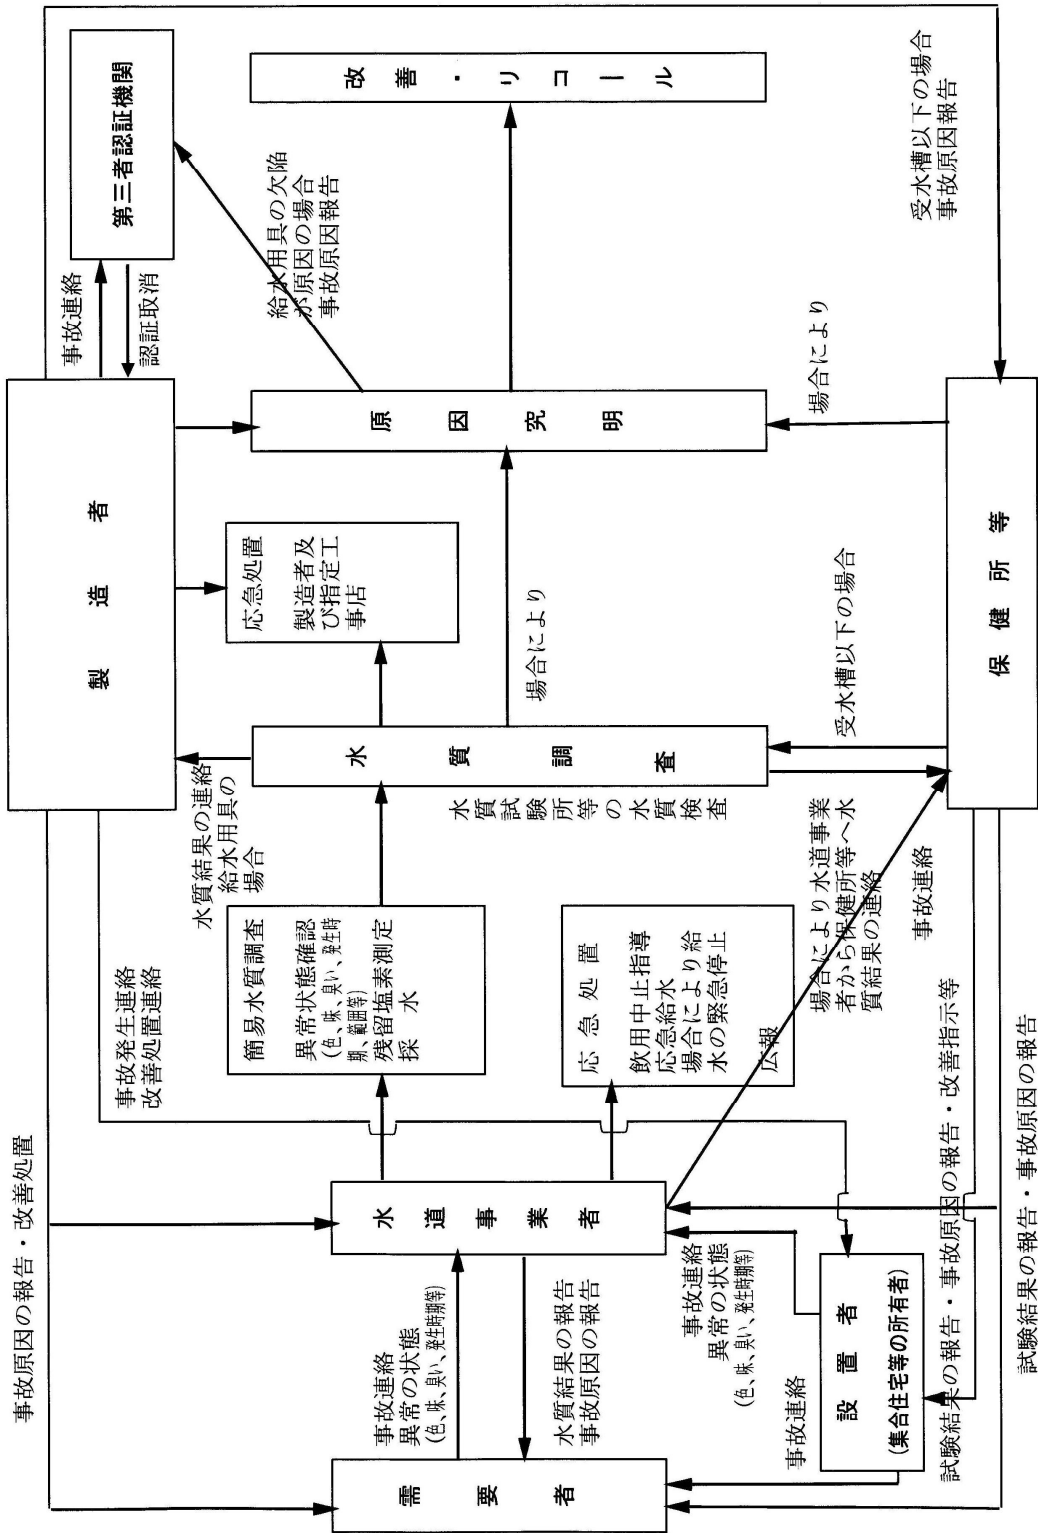 事故原因の報告・改善処置
事故発生連絡
改善処置連絡
製造者
事故連絡
認証取消
第三者認証機関
水質結果の連絡
給水用具の
場合
応急処置
製造者及
び指定工
事店
給水用具の欠陥
が原因の場合
事故原因報告
需要者
事故連絡
異常の状態
(色、味、臭い、発生時期等)
水質結果の報告
事故原因の報告
水道事業者
簡易水質調査
異常状態確認
(色、味、臭い、発生時
期、範囲等)
残留塩素測定
採水
水質試験所等の水質検査
水質調査
場合により
原因究明
改善・リコール
応急処置
飲用中止指導
応急給水
場合により給
水の緊急停止
広報
事故連絡
異常の状態
(色、味、臭い、発生時期等)
事故連絡
設置者
(集合住宅等の所有者)
場合により水道事業
者から保健所等へ水
質結果の連絡
事故連絡
受水槽以下の場合
場合により
受水槽以下の場合
事故原因報告
保健所等
試験結果の報告・事故原因の報告・改善指示等
試験結果の報告・事故原因の報告